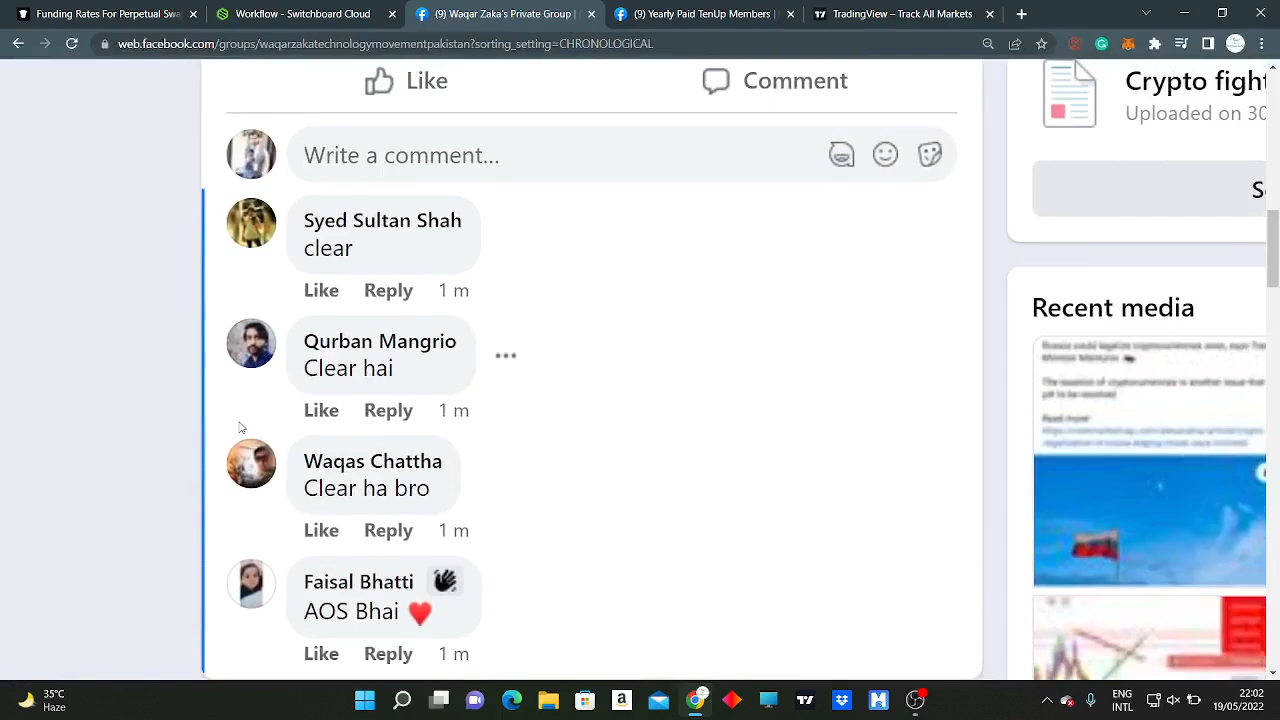 Funding Rates For Perpetual Swa
Workflow - Switchboard Cloud
(9) Waqar Zaka's Private Group |
(9) Yearly Paid TenUp Members |
TradingView – Track All Markets
web.facebook.com/groups/waqarzakatechnologymovementpakistan?sorting_setting=CHRONOLOGICAL
Like
Comment
Crypto fight
Uploaded on 30
Write a comment...
Syed Sultan Shah
clear
Like Reply 1 m
Qurban Mangrio
Clear hai
Like Reply 1 m
Waqas Chattha
Clear ha bro
Like Reply 1 m
Faisal Bhatti
AOS Bhai ❤️
Like Reply 1 m
Recent media
35°C
Haze
ENG
INTL
22:02
19/05/2022